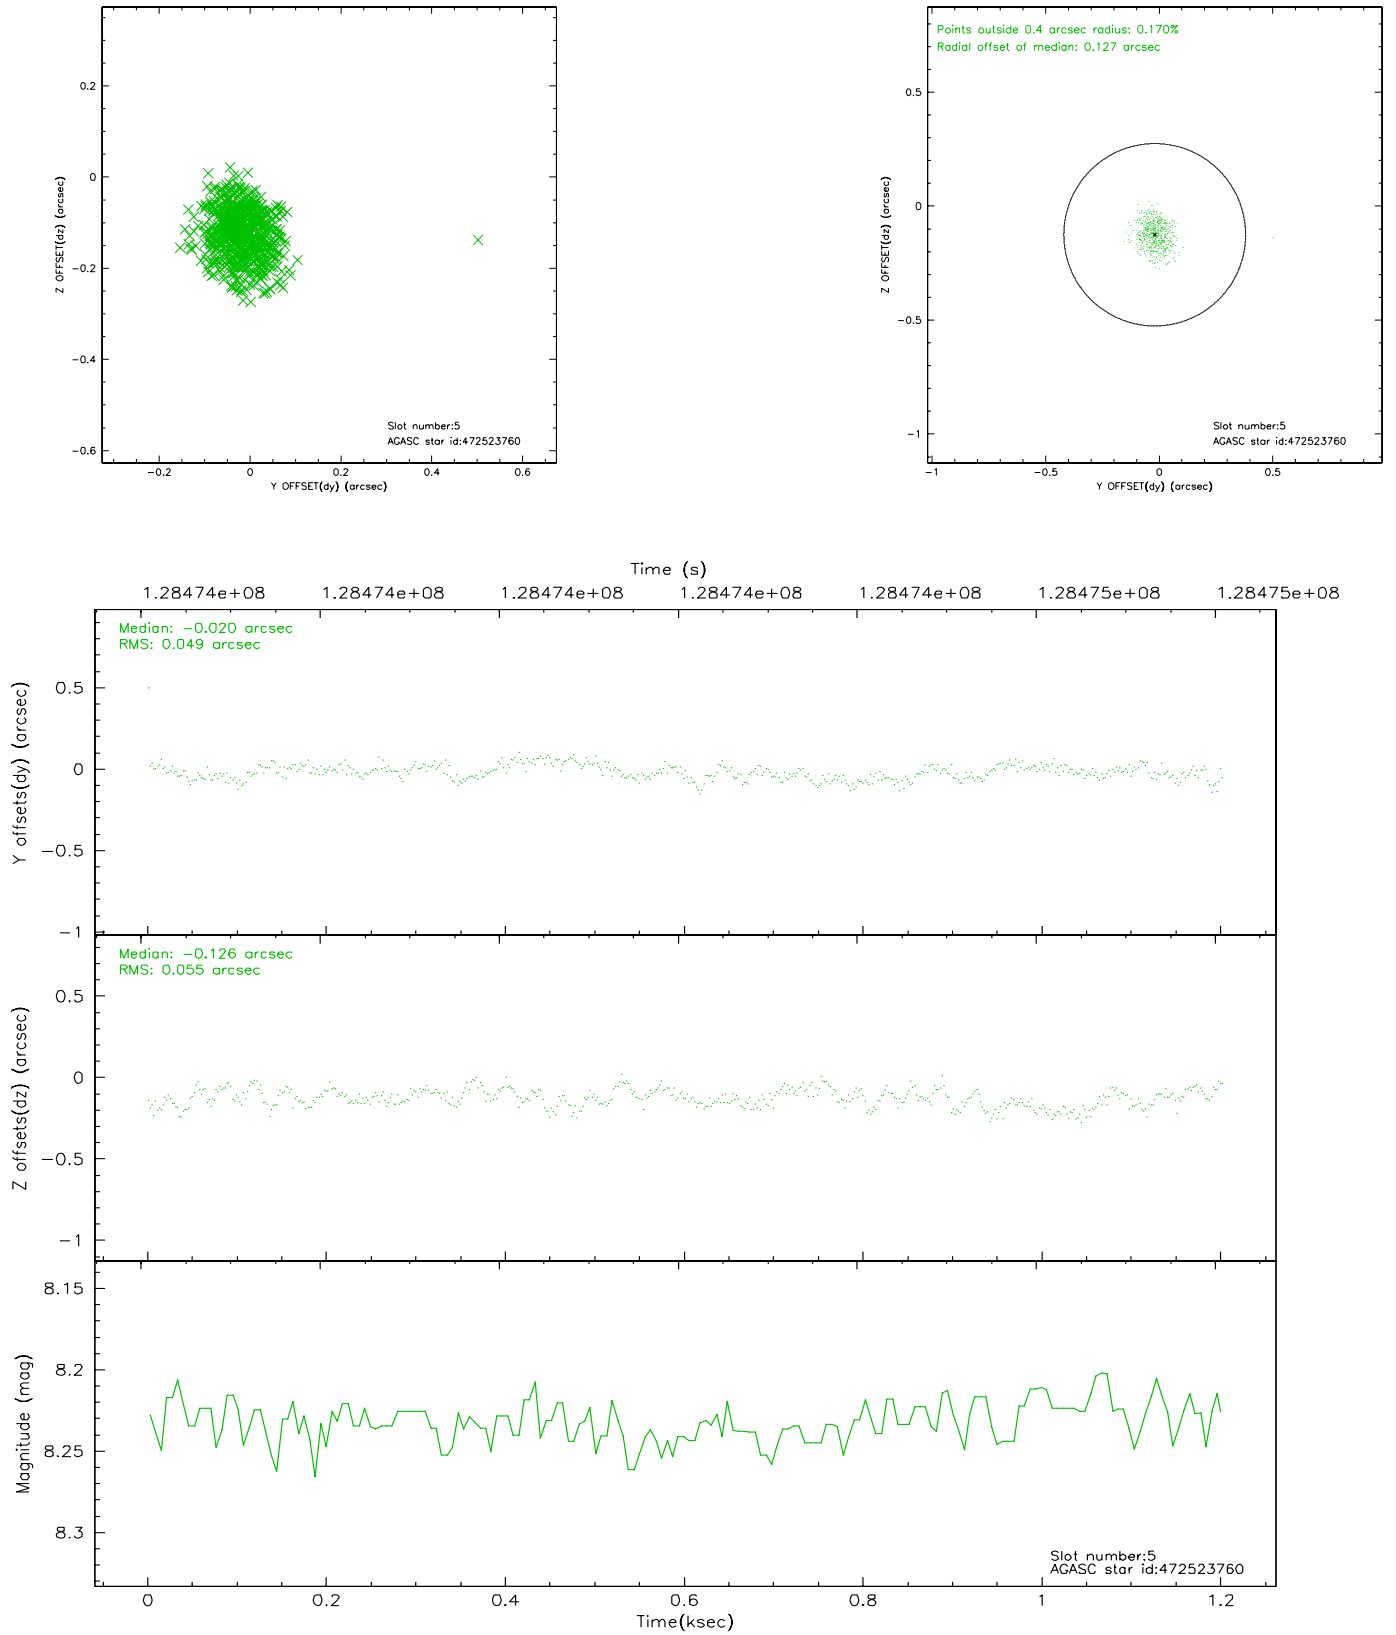 0.2
0
−0.2
−0.4
−0.6
Z OFFSET(dz) (arcsec)
Slot number:5
AGASC star id:472523760
−0.2 0 0.2 0.4 0.6
Y OFFSET(dy) (arcsec)
Points outside 0.4 arcsec radius: 0.170%
Radial offset of median: 0.127 arcsec
0.5
0
−0.5
−1
Z OFFSET(dz) (arcsec)
Slot number:5
AGASC star id:472523760
−1 −0.5 0 0.5
Y OFFSET(dy) (arcsec)
Time (s)
1.28474e+08 1.28474e+08 1.28474e+08 1.28474e+08 1.28474e+08 1.28475e+08 1.28475e+08
Median: −0.020 arcsec
RMS: 0.049 arcsec
0.5
0
−0.5
−1
Y offsets(dy) (arcsec)
Median: −0.126 arcsec
RMS: 0.055 arcsec
0.5
0
−0.5
−1
Z offsets(dz) (arcsec)
8.15
8.2
8.25
8.3
Magnitude (mag)
Slot number:5
AGASC star id:472523760
0 0.2 0.4 0.6 0.8 1 1.2
Time(ksec)